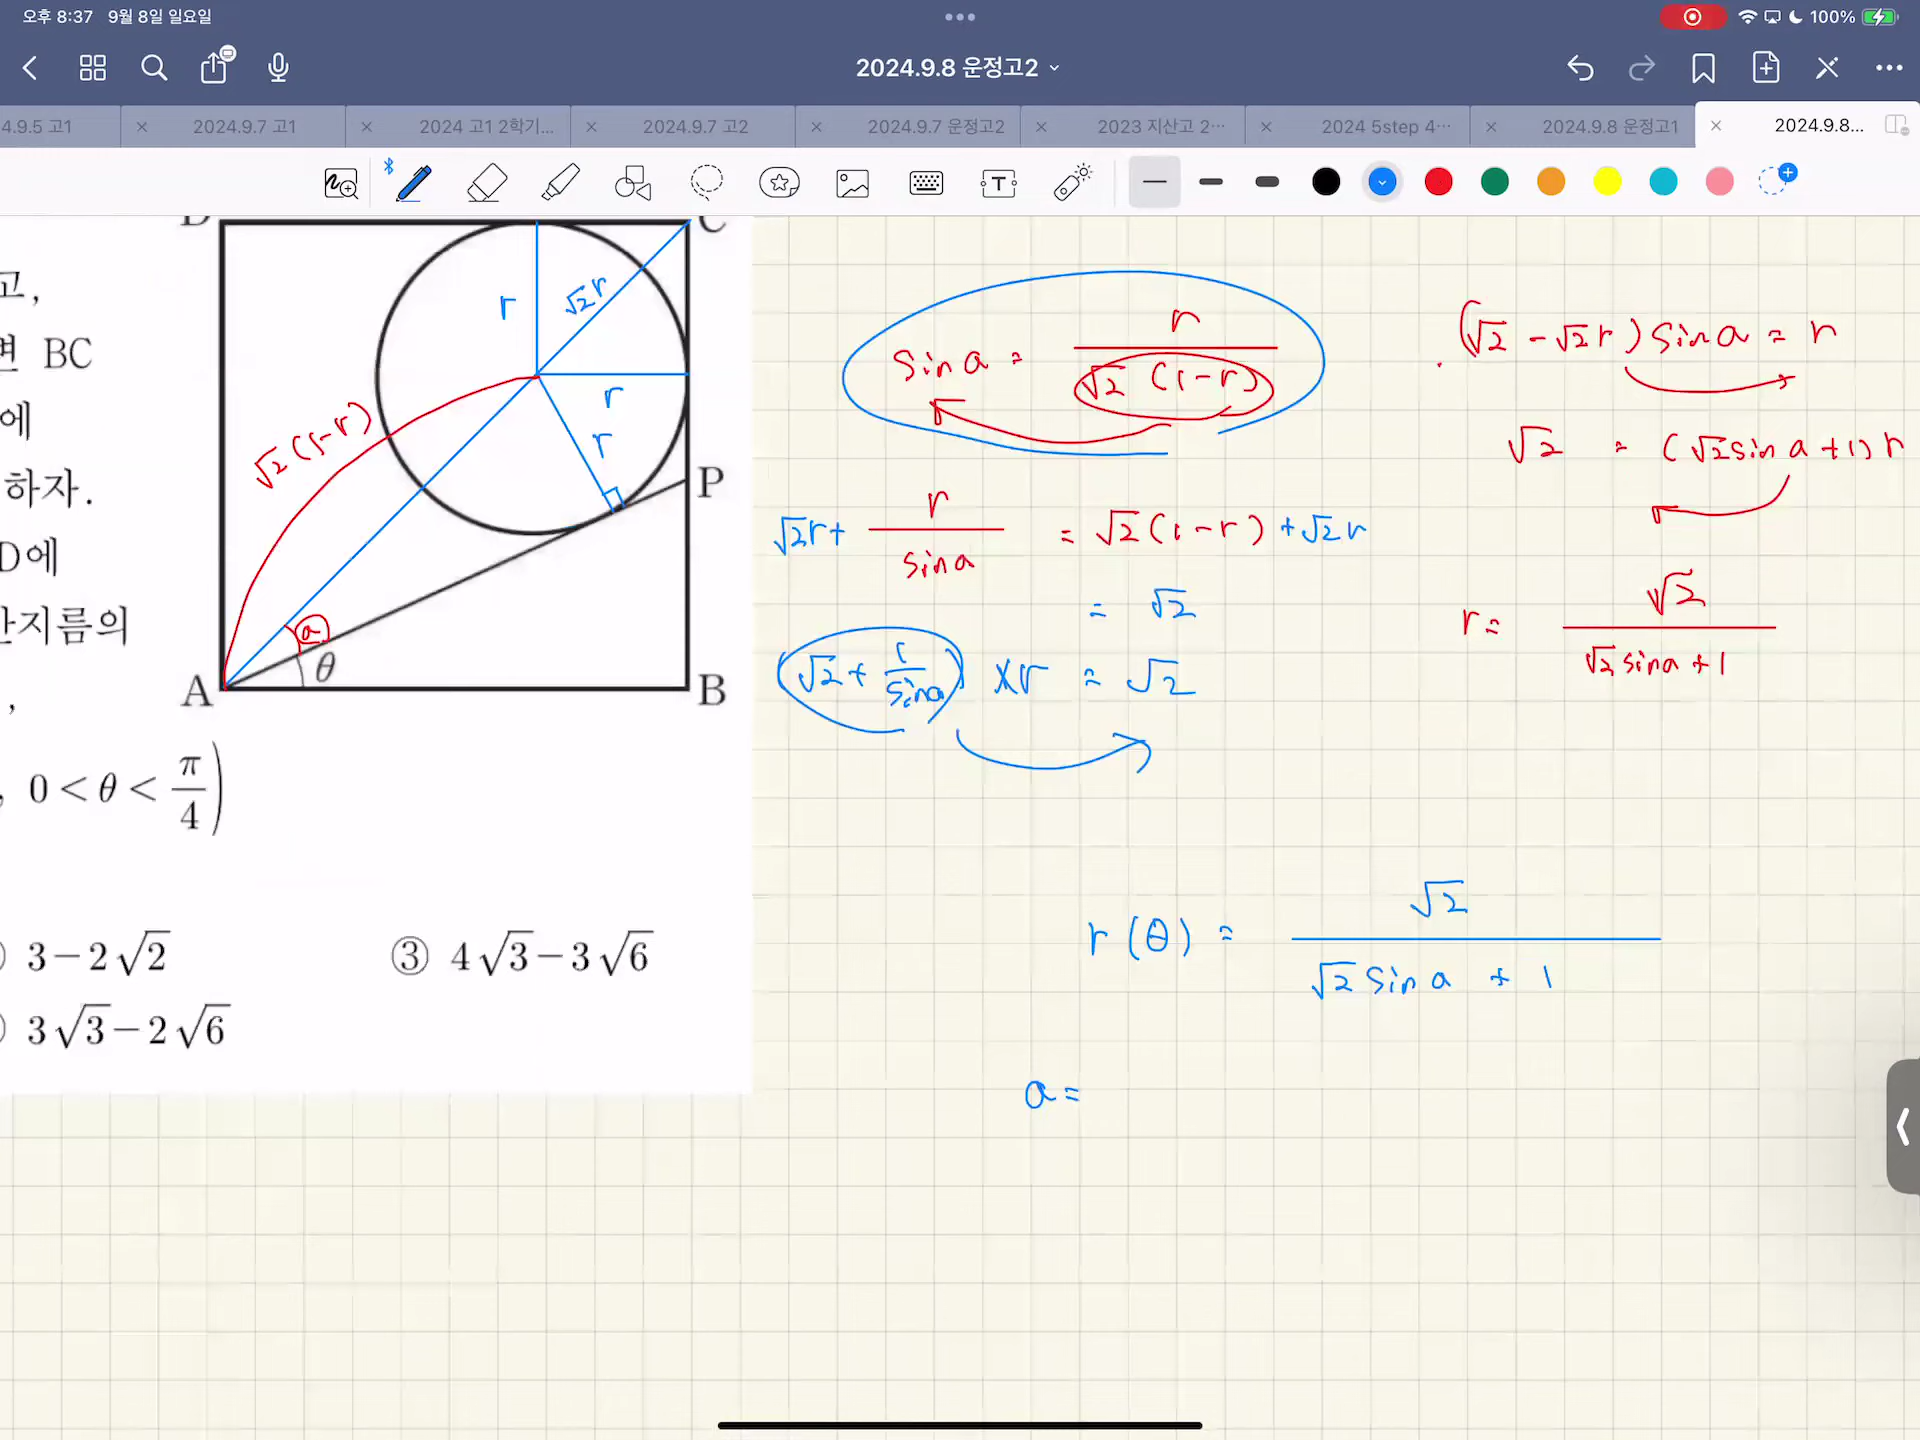 오후 8:37 9월 8일 일요일
100%
2024.9.8 운정고2
4.9.5 고1
2024.9.7 고1
2024 고1 2학기...
2024.9.7 고2
2024.9.7 운정고2
2023 지산고 2...
2024 5step 4...
2024.9.8 운정고1
2024.9.8...
D
C
고,
변 BC
에
하자.
D에
반지름의
,
, 0 < θ < π/4 )
r
√2r
r
r
√2(1-r)
P
a
θ
A
B
3-2√2
③ 4√3-3√6
3√3-2√6
sin a = r / √2(1-r)
√2r + r / sin a = √2(1-r) + √2r
= √2
(√2 + 1/sin a) × r = √2
(√2 - √2r) sin a = r
√2 = (√2 sin a + 1) r
r = √2 / √2 sin a + 1
r(θ) = √2 / √2 sin a + 1
a =